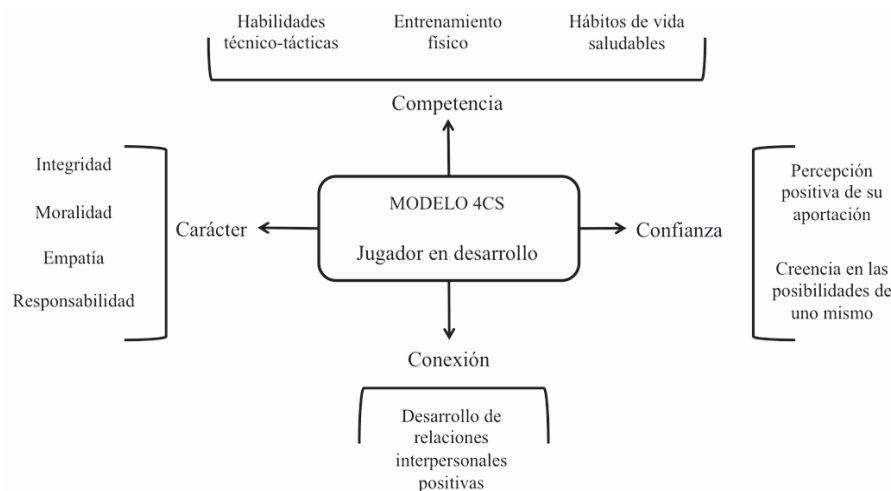 Habilidades
técnico-tácticas
Entrenamiento
físico
Hábitos de vida
saludables
Competencia
Integridad
Moralidad
Empatía
Responsabilidad
Carácter
MODELO 4CS
Jugador en desarrollo
Confianza
Percepción
positiva de su
aportación
Creencia en las
posibilidades de
uno mismo
Conexión
Desarrollo de
relaciones
interpersonales
positivas